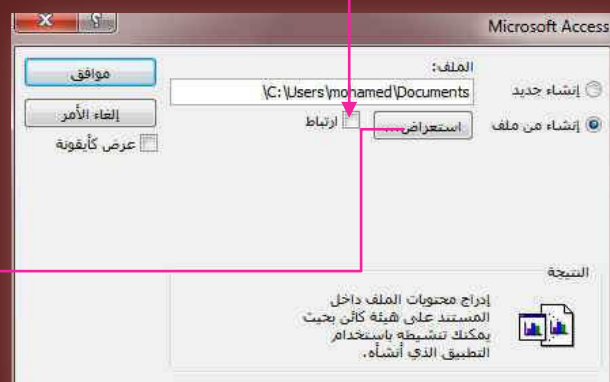 Microsoft Access
إنشاء جديد
إنشاء من ملف
الملف:
C:\Users\mohamed\Documents\
استعراض...
ارتباط
موافق
إلغاء الأمر
عرض كأيقونة
النتيجة
إدراج محتويات الملف داخل
المستند على هيئة كائن بحيث
يمكنك تنشيطه باستخدام
التطبيق الذي أنشأه.